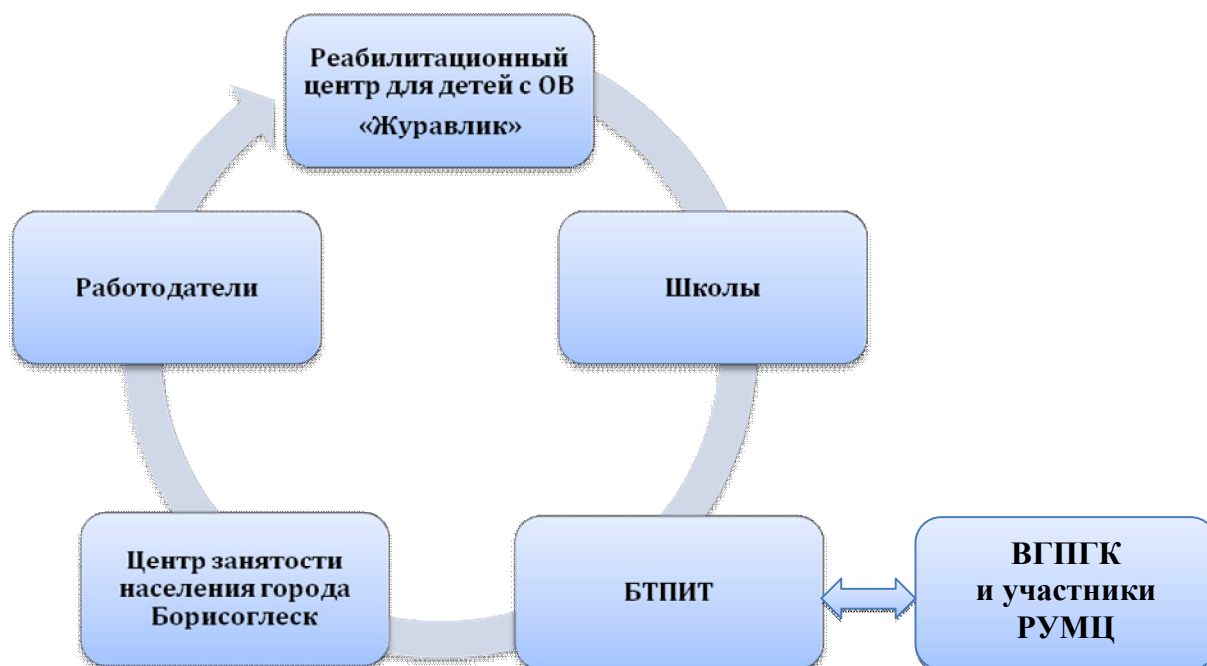 Реабилитационный
центр для детей с ОВ
«Журавлик»
Работодатели
Школы
Центр занятости
населения города
Борисоглеск
БТПИТ
ВГПГК
и участники
РУМЦ